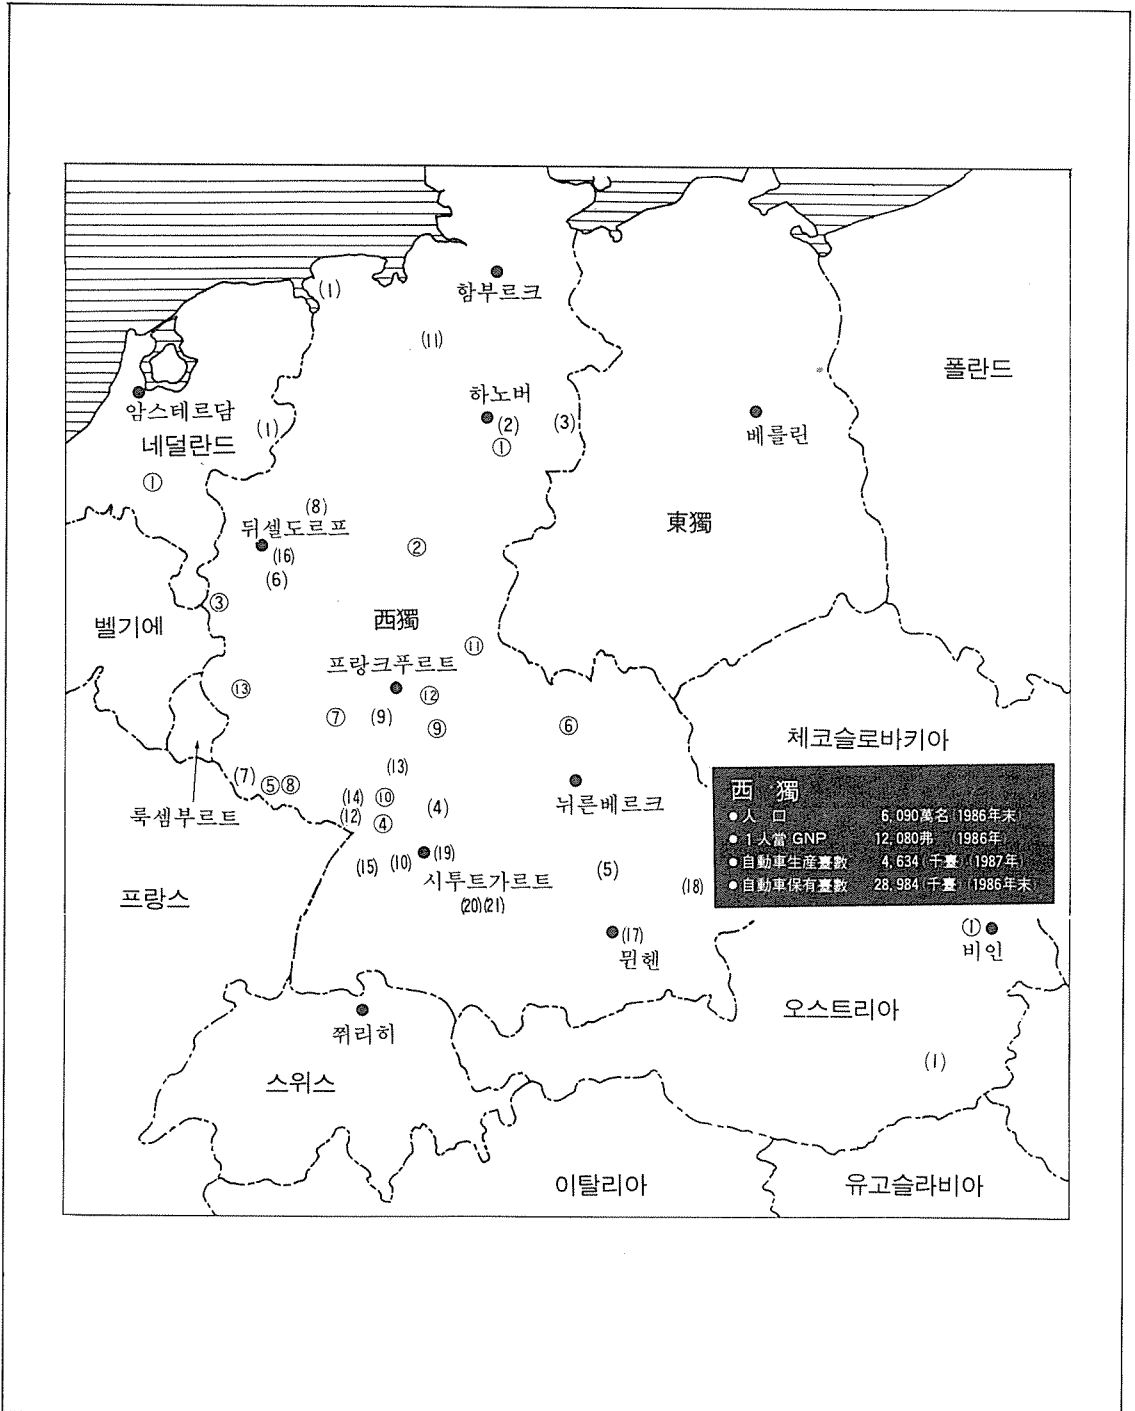 (1)
함부르크
(11)
폴란드
하노버
암스테르담
(2)
(3)
베를린
(1)
네덜란드
①
①
(8)
東獨
뒤셀도르프
②
(16)
(6)
③
벨기에
西獨
⑪
프랑크푸르트
⑬
⑫
⑦
(9)
⑨
⑥
체코슬로바키아
(13)
(7)
⑤⑧
뉘른베르크
(14)
⑩
(4)
룩셈부르트
(12)
④
西 獨
● 人 口 6,090萬名 (1986年末)
● 1人當 GNP 12,080弗 (1986年)
● 自動車生産臺數 4,634 (千臺) (1987年)
● 自動車保有臺數 28,984 (千臺) (1986年末)
(15)
(10)
(19)
(5)
시투트가르트
(18)
프랑스
(20)(21)
①
(17)
비인
뮌헨
오스트리아
쮜리히
(1)
스위스
이탈리아
유고슬라비아